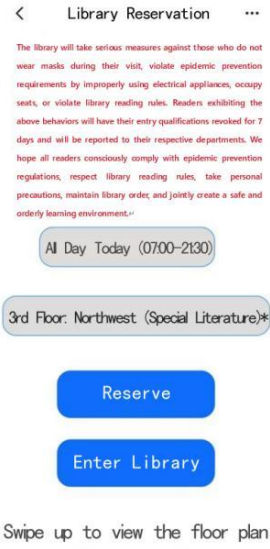 Library Reservation
The library will take serious measures against those who do not
wear masks during their visit, violate epidemic prevention
requirements by improperly using electrical appliances, occupy
seats, or violate library reading rules. Readers exhibiting the
above behaviors will have their entry qualifications revoked for 7
days and will be reported to their respective departments. We
hope all readers consciously comply with epidemic prevention
regulations, respect library reading rules, take personal
precautions, maintain library order, and jointly create a safe and
orderly learning environment.↵
All Day Today (07:00-21:30)
3rd Floor: Northwest (Special Literature)*
Reserve
Enter Library
Swipe up to view the floor plan